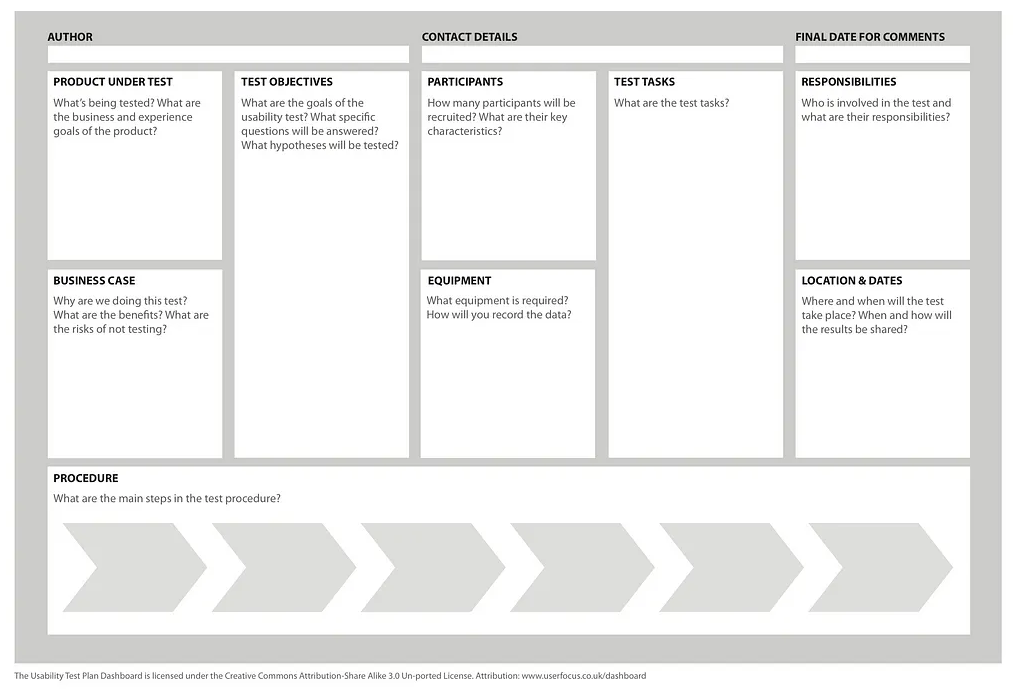 AUTHOR
CONTACT DETAILS
FINAL DATE FOR COMMENTS
PRODUCT UNDER TEST
What's being tested? What are
the business and experience
goals of the product?
TEST OBJECTIVES
What are the goals of the
usability test? What specific
questions will be answered?
What hypotheses will be tested?
PARTICIPANTS
How many participants will be
recruited? What are their key
characteristics?
TEST TASKS
What are the test tasks?
RESPONSIBILITIES
Who is involved in the test and
what are their responsibilities?
BUSINESS CASE
Why are we doing this test?
What are the benefits? What are
the risks of not testing?
EQUIPMENT
What equipment is required?
How will you record the data?
LOCATION & DATES
Where and when will the test
take place? When and how will
the results be shared?
PROCEDURE
What are the main steps in the test procedure?
The Usability Test Plan Dashboard is licensed under the Creative Commons Attribution-Share Alike 3.0 Un-ported License. Attribution: www.userfocus.co.uk/dashboard